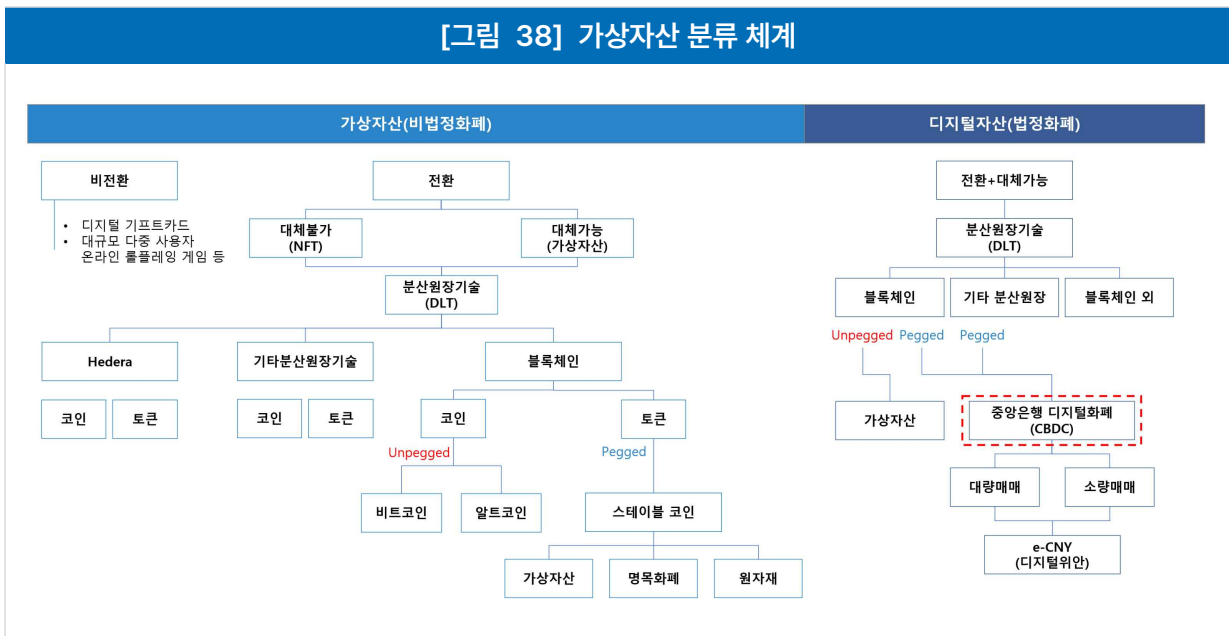 [그림 38] 가상자산 분류 체계
가상자산(비법정화폐)
디지털자산(법정화폐)
비전환
• 디지털 기프트카드
• 대규모 다중 사용자
온라인 롤플레잉 게임 등
전환
대체불가
(NFT)
대체가능
(가상자산)
분산원장기술
(DLT)
Hedera
기타분산원장기술
블록체인
코인
토큰
코인
토큰
코인
토큰
Unpegged
Pegged
비트코인
알트코인
스테이블 코인
가상자산
명목화폐
원자재
전환+대체가능
분산원장기술
(DLT)
블록체인
기타 분산원장
블록체인 외
Unpegged
Pegged
Pegged
가상자산
중앙은행 디지털화폐
(CBDC)
대량매매
소량매매
e-CNY
(디지털위안)